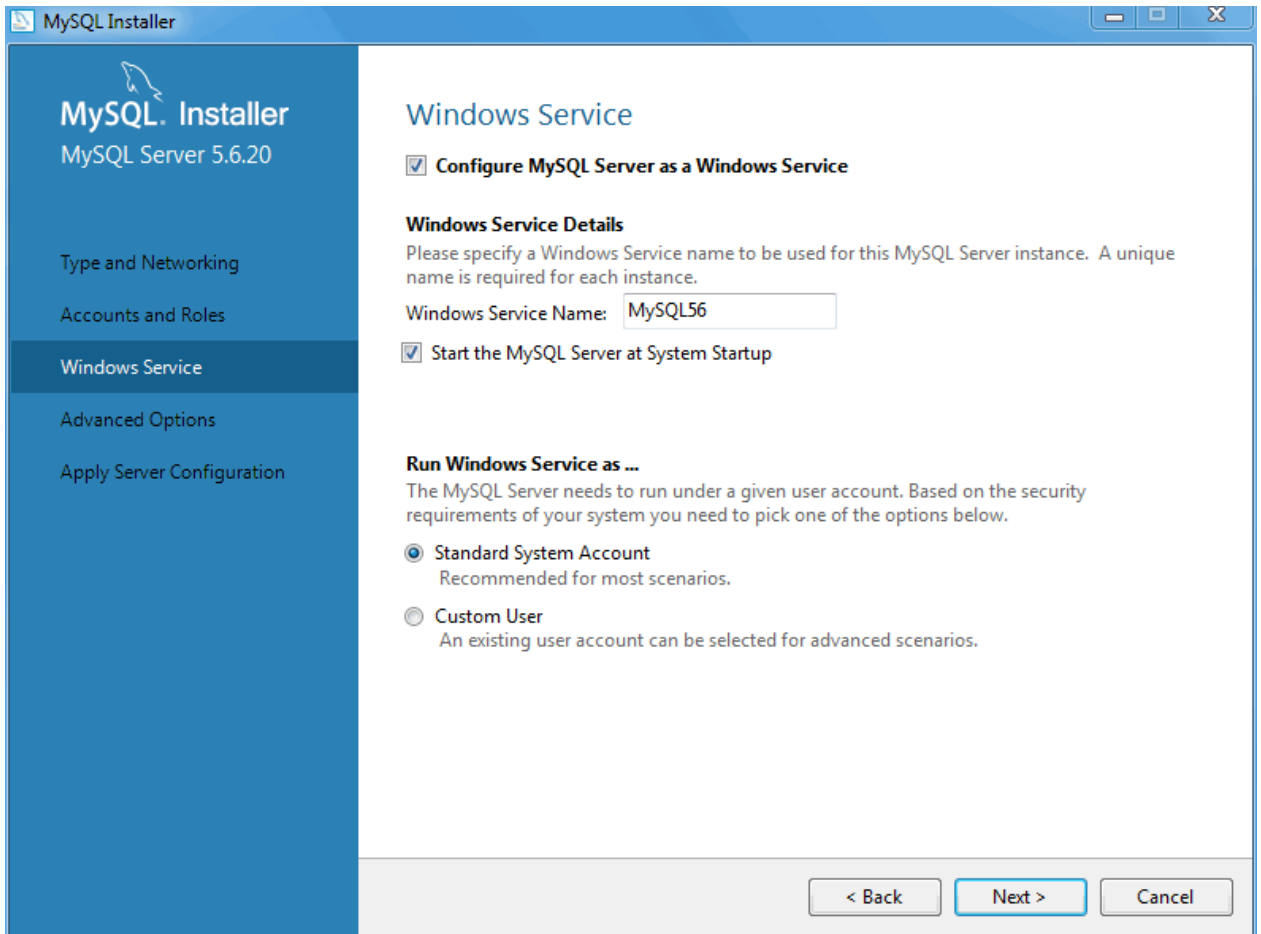 MySQL Installer
MySQL. Installer
MySQL Server 5.6.20
Type and Networking
Accounts and Roles
Windows Service
Advanced Options
Apply Server Configuration
Windows Service
Configure MySQL Server as a Windows Service
Windows Service Details
Please specify a Windows Service name to be used for this MySQL Server instance. A unique
name is required for each instance.
Windows Service Name: MySQL56
Start the MySQL Server at System Startup
Run Windows Service as ...
The MySQL Server needs to run under a given user account. Based on the security
requirements of your system you need to pick one of the options below.
Standard System Account
Recommended for most scenarios.
Custom User
An existing user account can be selected for advanced scenarios.
< Back Next > Cancel